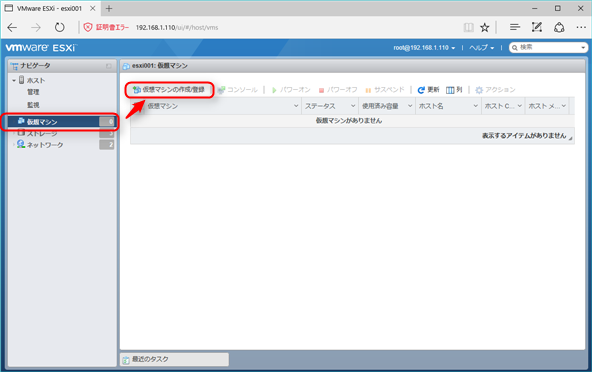 VMware ESXi - esxi001
証明書エラー 192.168.1.110/ui/#/host/vms
vmware ESXi™
root@192.168.1.110 ヘルプ 検索
ナビゲータ
esxi001: 仮想マシン
ホスト
管理
監視
仮想マシン
ストレージ
ネットワーク 2
仮想マシンの作成/登録 コンソール パワーオン パワーオフ サスペンド 更新 列 アクション
仮想マシン ステータス 使用済み容量 ホスト名 ホスト C... ホスト メ...
仮想マシンがありません
表示するアイテムがありません
最近のタスク